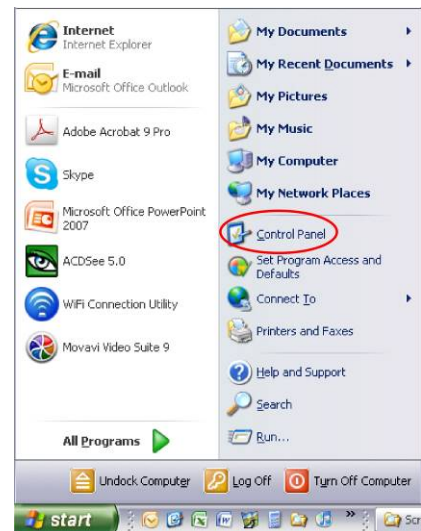 Internet
Internet Explorer
E-mail
Microsoft Office Outlook
Adobe Acrobat 9 Pro
Skype
Microsoft Office PowerPoint
2007
ACDSee 5.0
WiFi Connection Utility
Movavi Video Suite 9
All Programs
My Documents
My Recent Documents
My Pictures
My Music
My Computer
My Network Places
Control Panel
Set Program Access and
Defaults
Connect To
Printers and Faxes
Help and Support
Search
Run...
Undock Computer
Log Off
Turn Off Computer
start
Scr